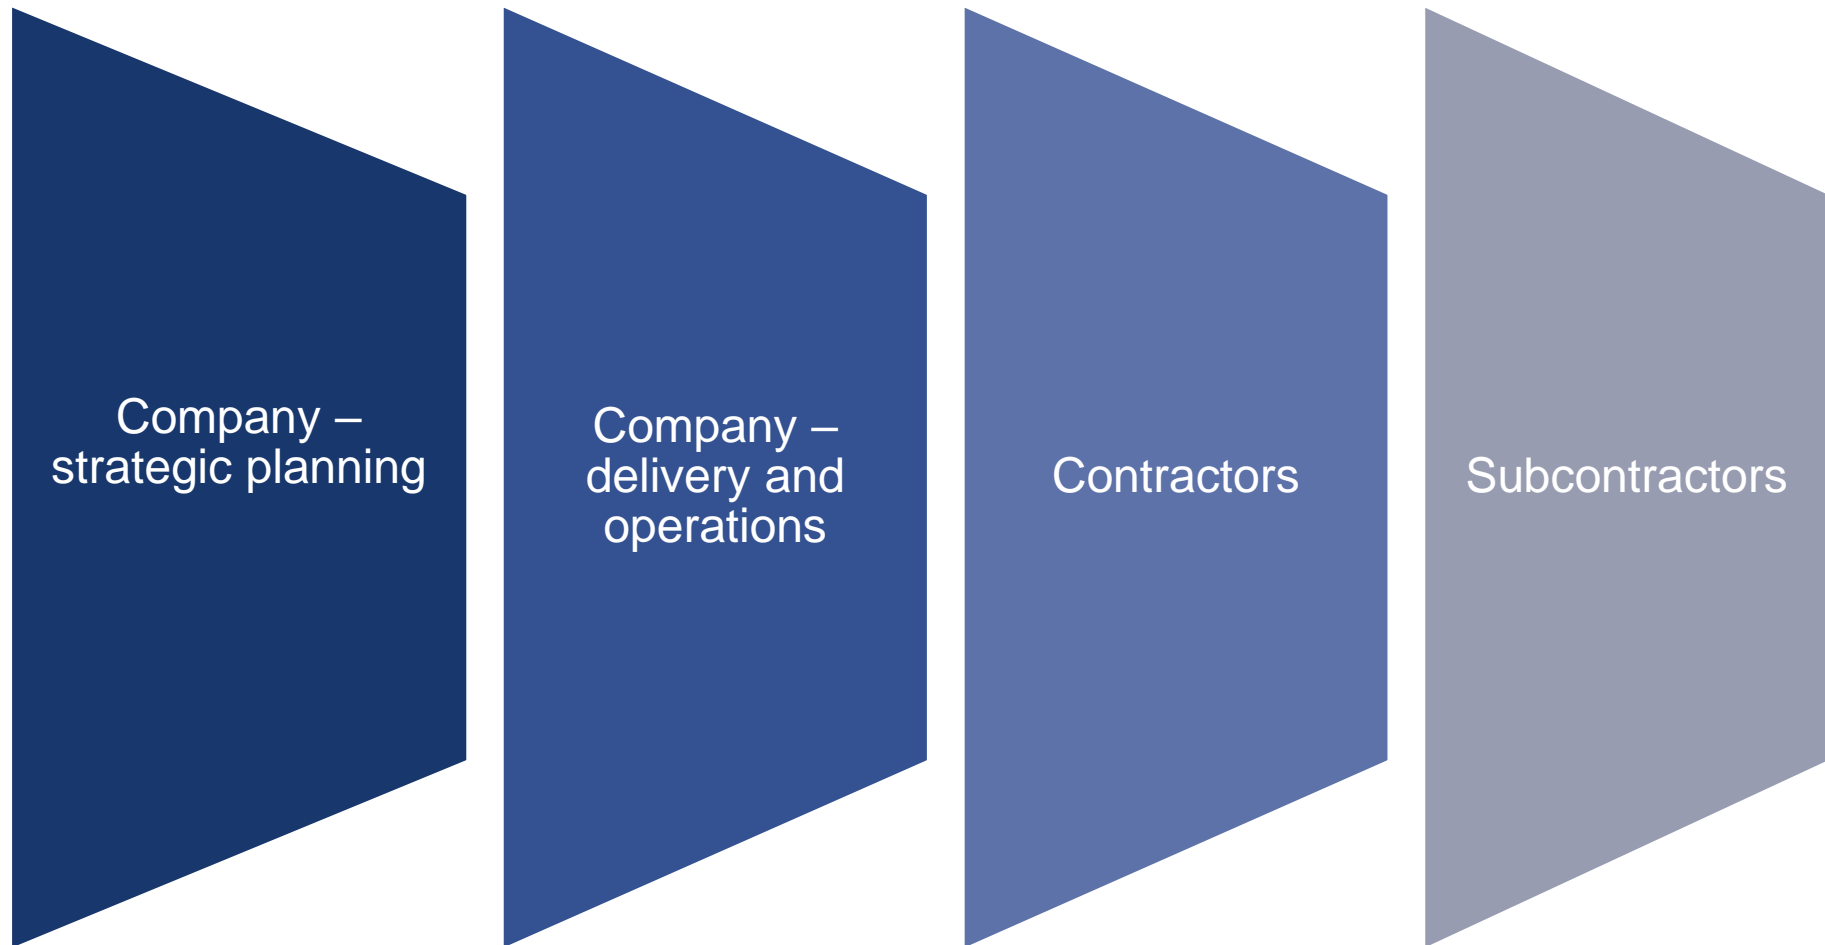 Company –
strategic planning
Company –
delivery and
operations
Contractors
Subcontractors